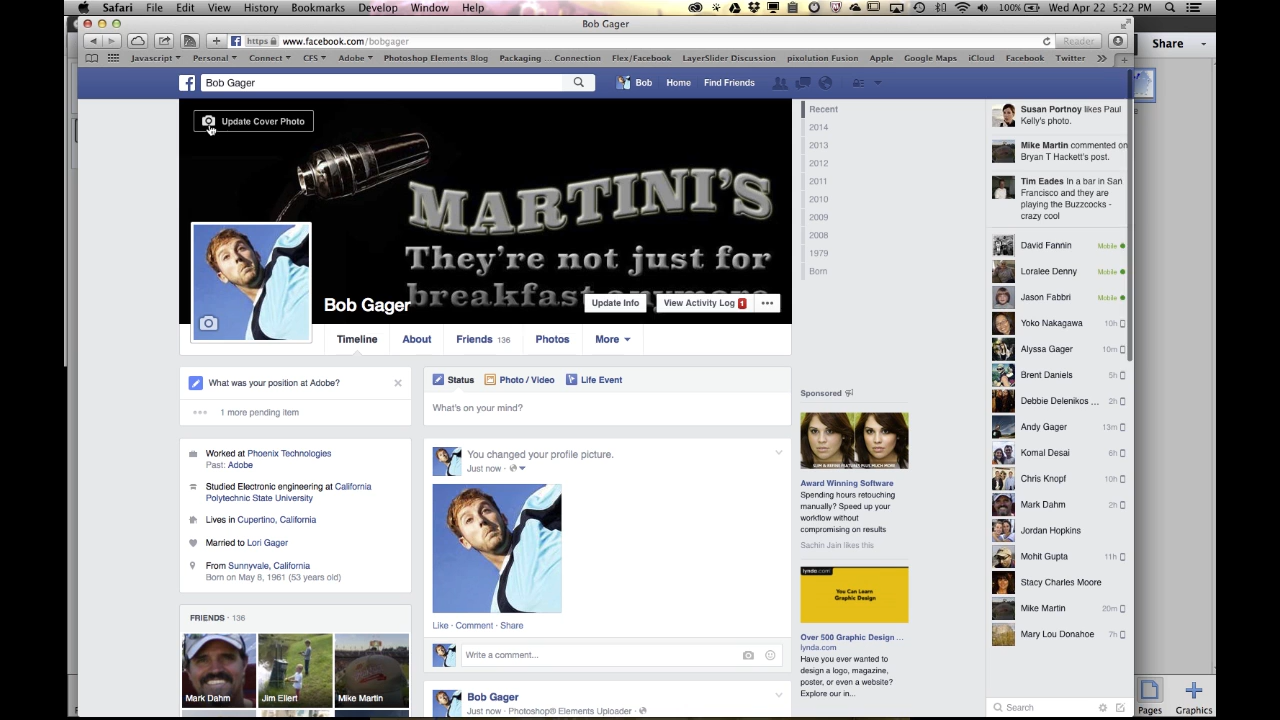 Safari File Edit View History Bookmarks Develop Window Help
100% Wed Apr 22 5:22 PM
Bob Gager
https www.facebook.com/bobgager
Reader
Javascript Personal Connect CFS Adobe Photoshop Elements Blog Packaging ... Connection Flex/Facebook LayerSlider Discussion pixolution Forum Apple Google Maps iCloud Facebook Twitter
Share
Bob Gager
Bob Home Find Friends
Update Cover Photo
MARTINI'S
They're not just for
breakfast anymore
Bob Gager
Update Info
View Activity Log 1
Timeline About Friends 136 Photos More
Recent
2014
2013
2012
2011
2010
2009
2008
1979
Born
What was your position at Adobe?
1 more pending item
Worked at Phoenix Technologies
Past: Adobe
Studied Electronic engineering at California
Polytechnic State University
Lives in Cupertino, California
Married to Lori Gager
From Sunnyvale, California
Born on May 8, 1961 (53 years old)
FRIENDS · 136
Mark Dahm
Jim Ellert
Mike Martin
Status Photo / Video Life Event
What's on your mind?
You changed your profile picture.
Just now ·
Like · Comment · Share
Write a comment...
Bob Gager
Just now · Photoshop® Elements Uploader ·
Sponsored
SLIM & REFINE FEATURES PLUS MUCH MORE
Award Winning Software
Spending hours retouching
manually? Speed up your
workflow without
compromising on results
Sachin Jain likes this
lynda.com
You Can Learn
Graphic Design
Over 500 Graphic Design ...
lynda.com
Have you ever wanted to
design a logo, magazine,
poster, or even a website?
Explore our in...
Susan Portnoy likes Paul
Kelly's photo.
Mike Martin commented on
Bryan T Hackett's post.
Tim Eades In a bar in San
Francisco and they are
playing the Buzzcocks -
crazy cool
David Fannin Mobile
Loralee Denny Mobile
Jason Fabbri Mobile
Yoko Nakagawa 10h
Alyssa Gager 10m
Brent Daniels 5h
Debbie Delenikos ... 2h
Andy Gager 13m
Komal Desai 6h
Chris Knopf 10h
Mark Dahm 2h
Jordan Hopkins
Mohit Gupta 11h
Stacy Charles Moore
Mike Martin 20m
Mary Lou Donahoe 7h
Search
Pages Graphics